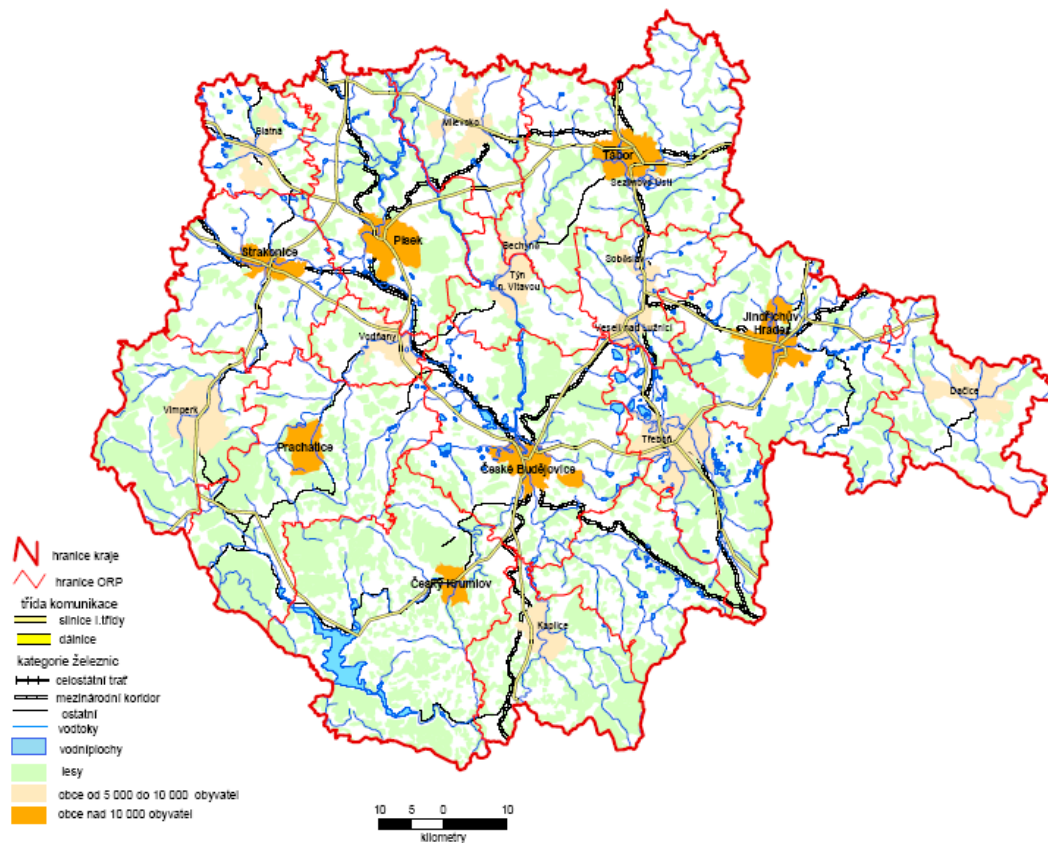 Blatná
Milevsko
Tábor
Sezimovo Ústí
Písek
Strakonice
Bechyně
Týn
n. Vltavou
Soběslav
Veselí nad Lužnicí
Jindřichův
Hradec
Vodňany
Dačice
Vimperk
Prachatice
Třeboň
České Budějovice
Český Krumlov
Kaplice
hranice kraje
hranice ORP
třída komunikace
silnice I.třídy
dálnice
kategorie železnic
celostátní trať
mezinárodní koridor
ostatní
vodtoky
vodníplochy
lesy
obce od 5 000 do 10 000 obyvatel
obce nad 10 000 obyvatel
10 5 0 10
kilometry